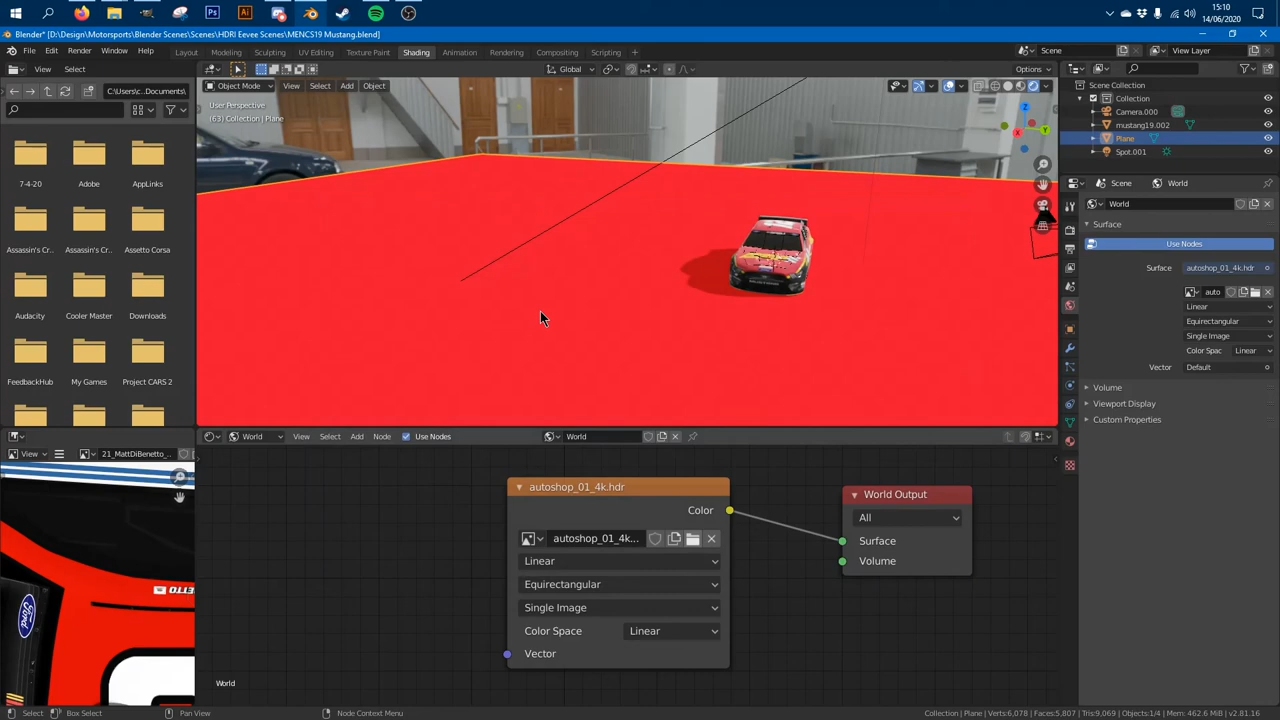 15:10
14/06/2020
Blender* [D:\Design\Motorsports\Blender Scenes\Scenes\HDRI Eevee Scenes\MENCS19 Mustang.blend]
File Edit Render Window Help Layout Modeling Sculpting UV Editing Texture Paint Shading Animation Rendering Compositing Scripting Scene View Layer
View Select Global Options
C:\c...Documents\ Object Mode View Select Add Object Scene Collection
User Perspective
(63) Collection | Plane
Collection
Camera.000
mustang19.002
Plane
Spot.001
7-4-20 Adobe AppLinks
Scene World
World
Surface
Assassin's Cr... Assassin's Cr... Assetto Corsa
Use Nodes
Surface autoshop_01_4k.hdr
auto
Linear
Audacity Cooler Master Downloads
Equirectangular
Single Image
Color Spac Linear
Vector Default
FeedbackHub My Games Project CARS 2
Volume
Viewport Display
Custom Properties
World View Select Add Node Use Nodes World
View 21_MattDiBenedetto_...
autoshop_01_4k.hdr
Color
autoshop_01_4k...
Linear
Equirectangular
Single Image
Color Space Linear
Vector
World Output
All
Surface
Volume
Ford
World
Select Box Select Pan View Node Context Menu Collection | Plane | Verts:6,078 | Faces:5,807 | Tris:9,069 | Objects:1/4 | Mem: 462.6 MiB | v2.81.16